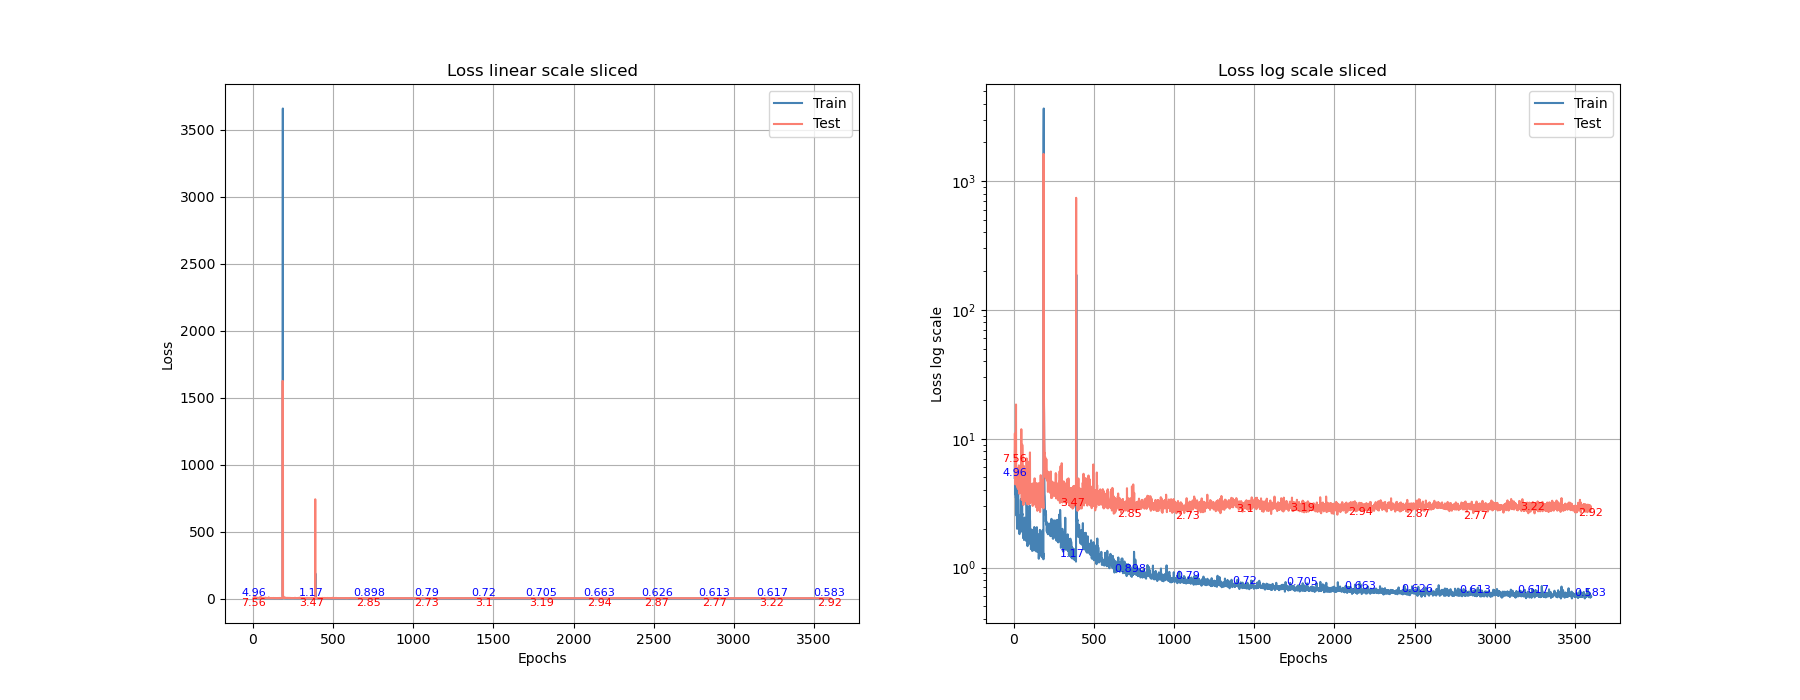 Loss linear scale sliced
Train
Test
3500
3000
2500
2000
1500
1000
500
0
Loss
4.96 1.17 0.898 0.79 0.72 0.705 0.663 0.626 0.613 0.617 0.583
7.56 3.47 2.85 2.73 3.1 3.19 2.94 2.87 2.77 3.22 2.92
0 500 1000 1500 2000 2500 3000 3500
Epochs
Loss log scale sliced
Train
Test
10³
10²
10¹
10⁰
Loss log scale
7.56 3.47 2.85 2.73 3.1 3.19 2.94 2.87 2.77 3.22 2.92
4.96 1.17 0.898 0.79 0.72 0.705 0.663 0.626 0.613 0.617 0.583
0 500 1000 1500 2000 2500 3000 3500
Epochs